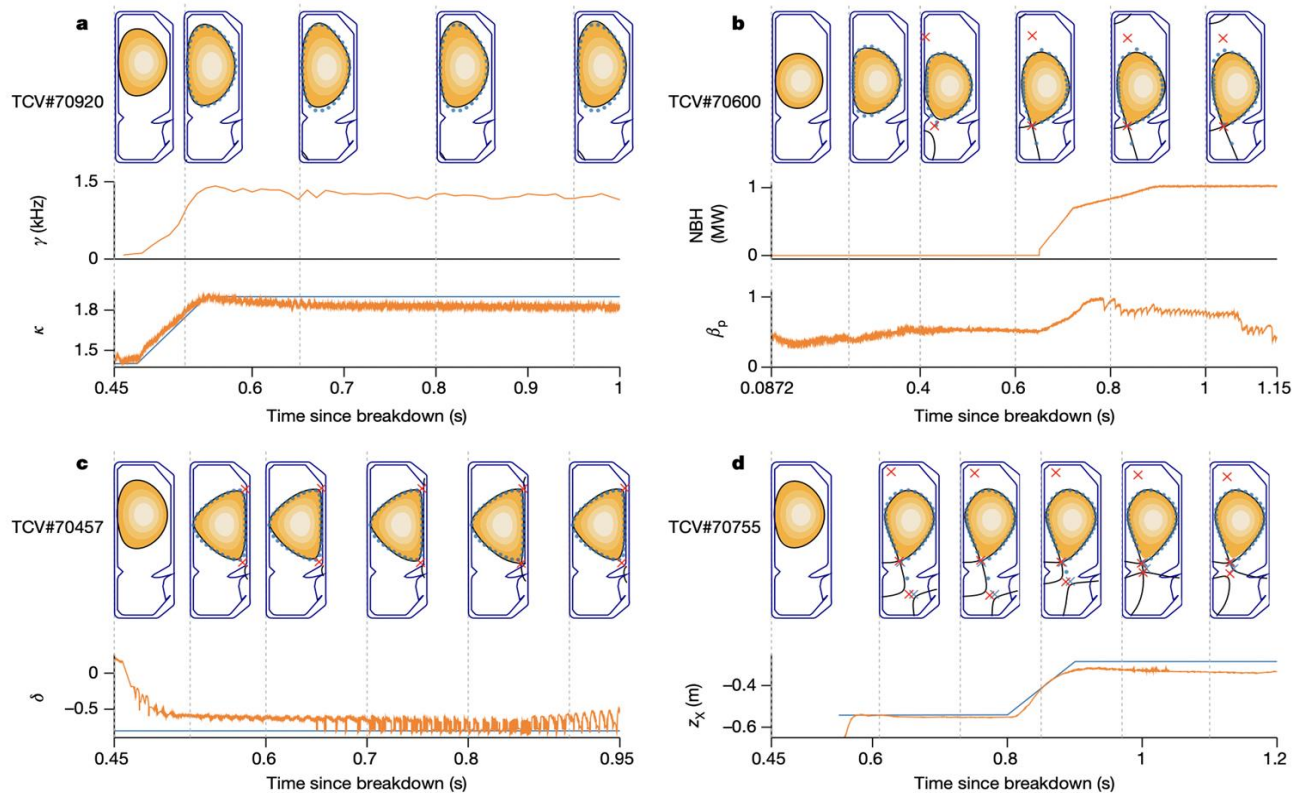 a
TCV#70920
1.5
γ (kHz)
0
1.8
κ
1.5
0.45 0.6 0.7 0.8 0.9 1
Time since breakdown (s)
b
TCV#70600
1
NBH
(MW)
0
1
βp
0
0.0872 0.4 0.6 0.8 1 1.15
Time since breakdown (s)
c
TCV#70457
0
δ
−0.5
0.45 0.6 0.7 0.8 0.95
Time since breakdown (s)
d
TCV#70755
−0.4
zX (m)
−0.6
0.45 0.6 0.8 1 1.2
Time since breakdown (s)